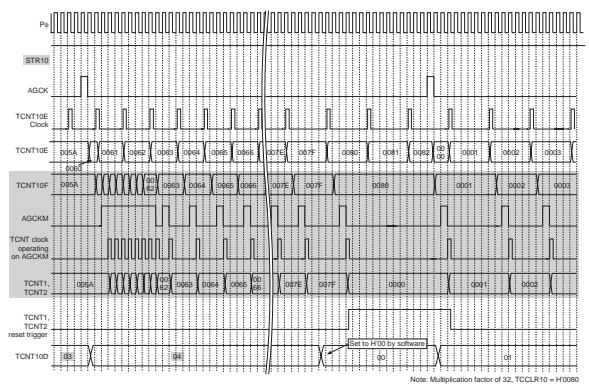 Pφ
STR10
AGCK
TCNT10E
Clock
TCNT10E 005A 0061 0062 0063 0064 0065 0066 007E 007F 0080 0081 0082 00 00 0001 0002 0003
0060
TCNT10F 005A 00 62 0063 0064 0065 0066 007E 007F 0080 0001 0002 0003
AGCKM
TCNT clock
operating
on AGCKM
TCNT1,
TCNT2 005A 00 62 0063 0064 0065 00 66 007E 007F 0000 0001 0002
TCNT1,
TCNT2
reset trigger
Set to H'00 by software
TCNT10D 03 04 00 01
Note: Multiplication factor of 32, TCCLR10 = H'0080